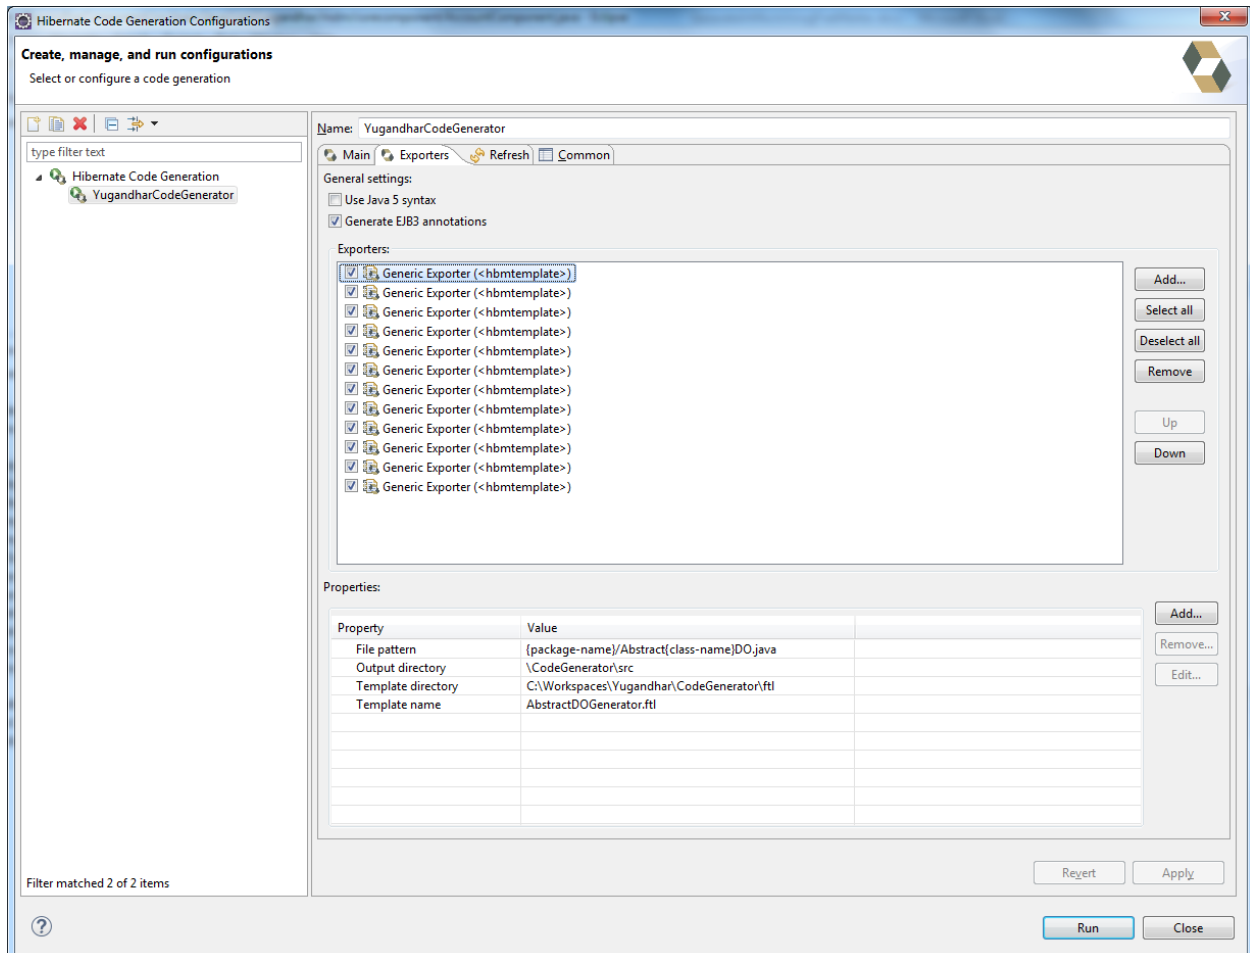 Hibernate Code Generation Configurations
Create, manage, and run configurations
Select or configure a code generation
type filter text
Hibernate Code Generation
YugandharCodeGenerator
Filter matched 2 of 2 items
Name: YugandharCodeGenerator
Main Exporters Refresh Common
General settings:
Use Java 5 syntax
Generate EJB3 annotations
Exporters:
Generic Exporter (<hbmtemplate>)
Generic Exporter (<hbmtemplate>)
Generic Exporter (<hbmtemplate>)
Generic Exporter (<hbmtemplate>)
Generic Exporter (<hbmtemplate>)
Generic Exporter (<hbmtemplate>)
Generic Exporter (<hbmtemplate>)
Generic Exporter (<hbmtemplate>)
Generic Exporter (<hbmtemplate>)
Generic Exporter (<hbmtemplate>)
Generic Exporter (<hbmtemplate>)
Generic Exporter (<hbmtemplate>)
Add...
Select all
Deselect all
Remove
Up
Down
Properties:
Property Value
File pattern {package-name}/Abstract{class-name}DO.java
Output directory \CodeGenerator\src
Template directory C:\Workspaces\Yugandhar\CodeGenerator\ftl
Template name AbstractDOGenerator.ftl
Add...
Remove...
Edit...
Revert Apply
Run Close